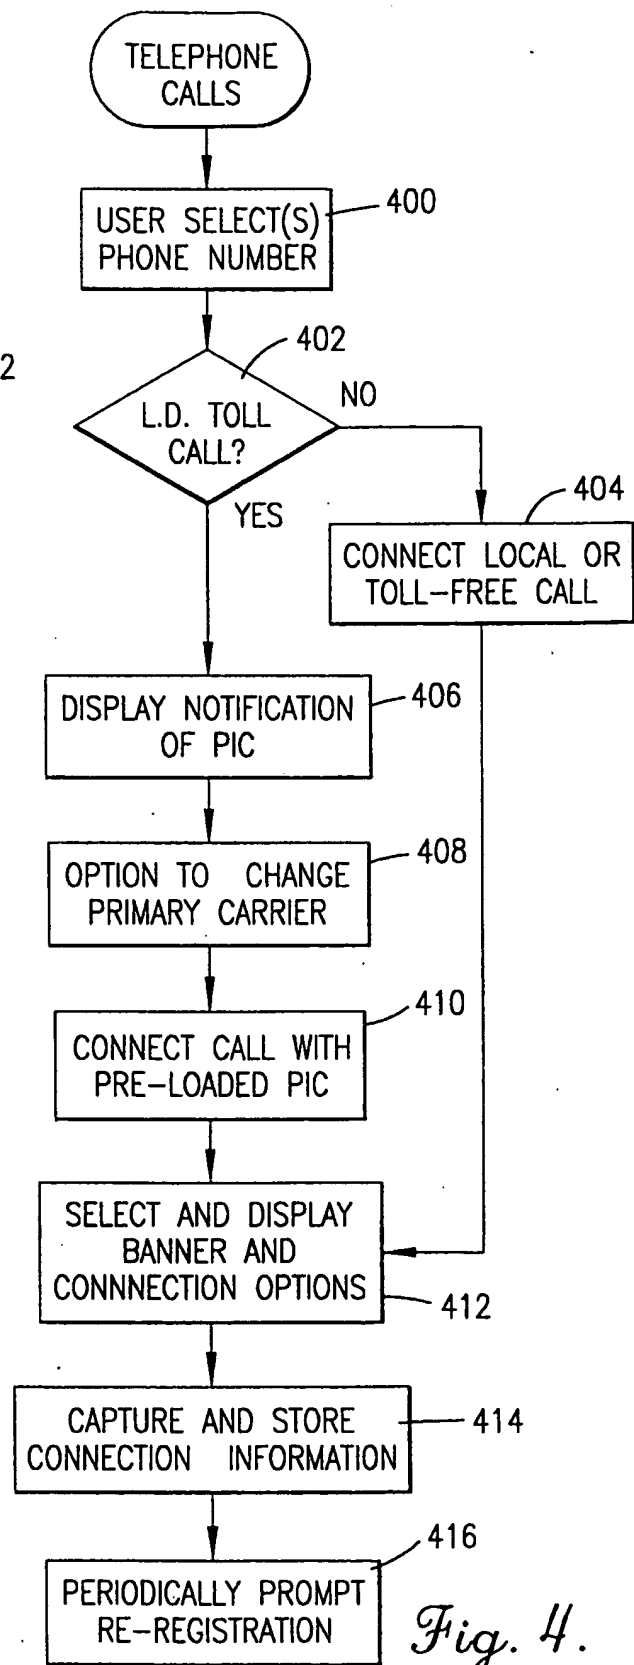 TELEPHONE
CALLS
USER SELECT(S)
PHONE NUMBER
400
2
402
L.D. TOLL
CALL?
NO
YES
404
CONNECT LOCAL OR
TOLL-FREE CALL
DISPLAY NOTIFICATION
OF PIC
406
OPTION TO CHANGE
PRIMARY CARRIER
408
410
CONNECT CALL WITH
PRE-LOADED PIC
SELECT AND DISPLAY
BANNER AND
CONNNECTION OPTIONS
412
CAPTURE AND STORE
CONNECTION INFORMATION
414
416
PERIODICALLY PROMPT
RE-REGISTRATION
Fig. 4.